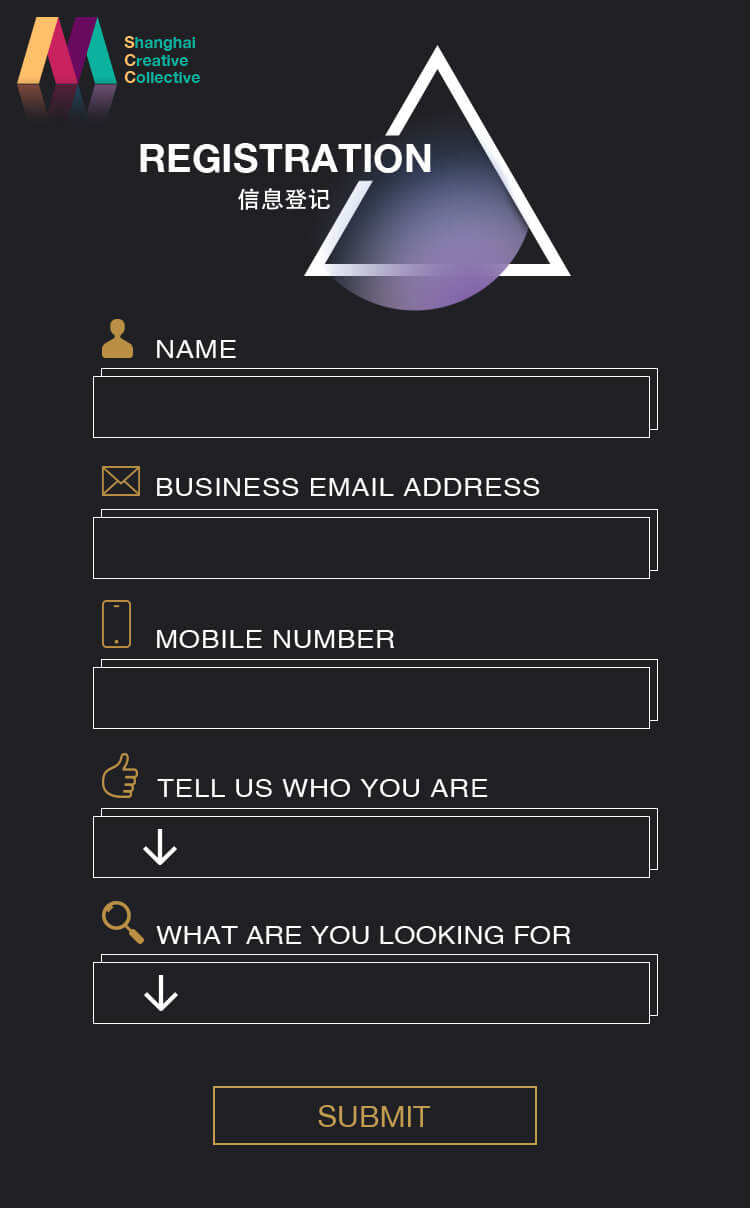 Shanghai
Creative
Collective
REGISTRATION
信息登记
NAME
BUSINESS EMAIL ADDRESS
MOBILE NUMBER
TELL US WHO YOU ARE
WHAT ARE YOU LOOKING FOR
SUBMIT